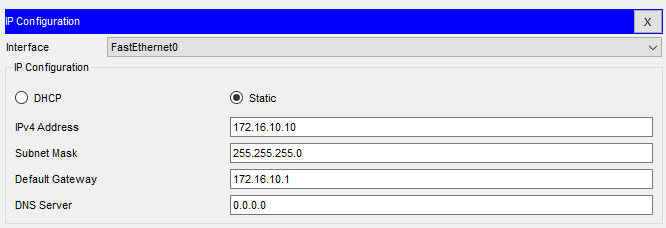 IP Configuration X
Interface FastEthernet0
IP Configuration
DHCP Static
IPv4 Address 172.16.10.10
Subnet Mask 255.255.255.0
Default Gateway 172.16.10.1
DNS Server 0.0.0.0